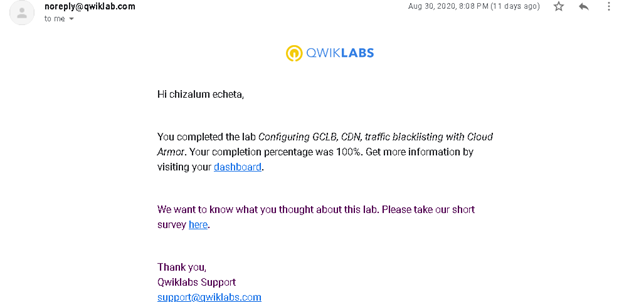 noreply@qwiklab.com
Aug 30, 2020, 8:08 PM (11 days ago)
to me
QWIKLABS
Hi chizalum echeta,
You completed the lab Configuring GCLB, CDN, traffic blacklisting with Cloud
Armor. Your completion percentage was 100%. Get more information by
visiting your dashboard.
We want to know what you thought about this lab. Please take our short
survey here.
Thank you,
Qwiklabs Support
support@qwiklabs.com